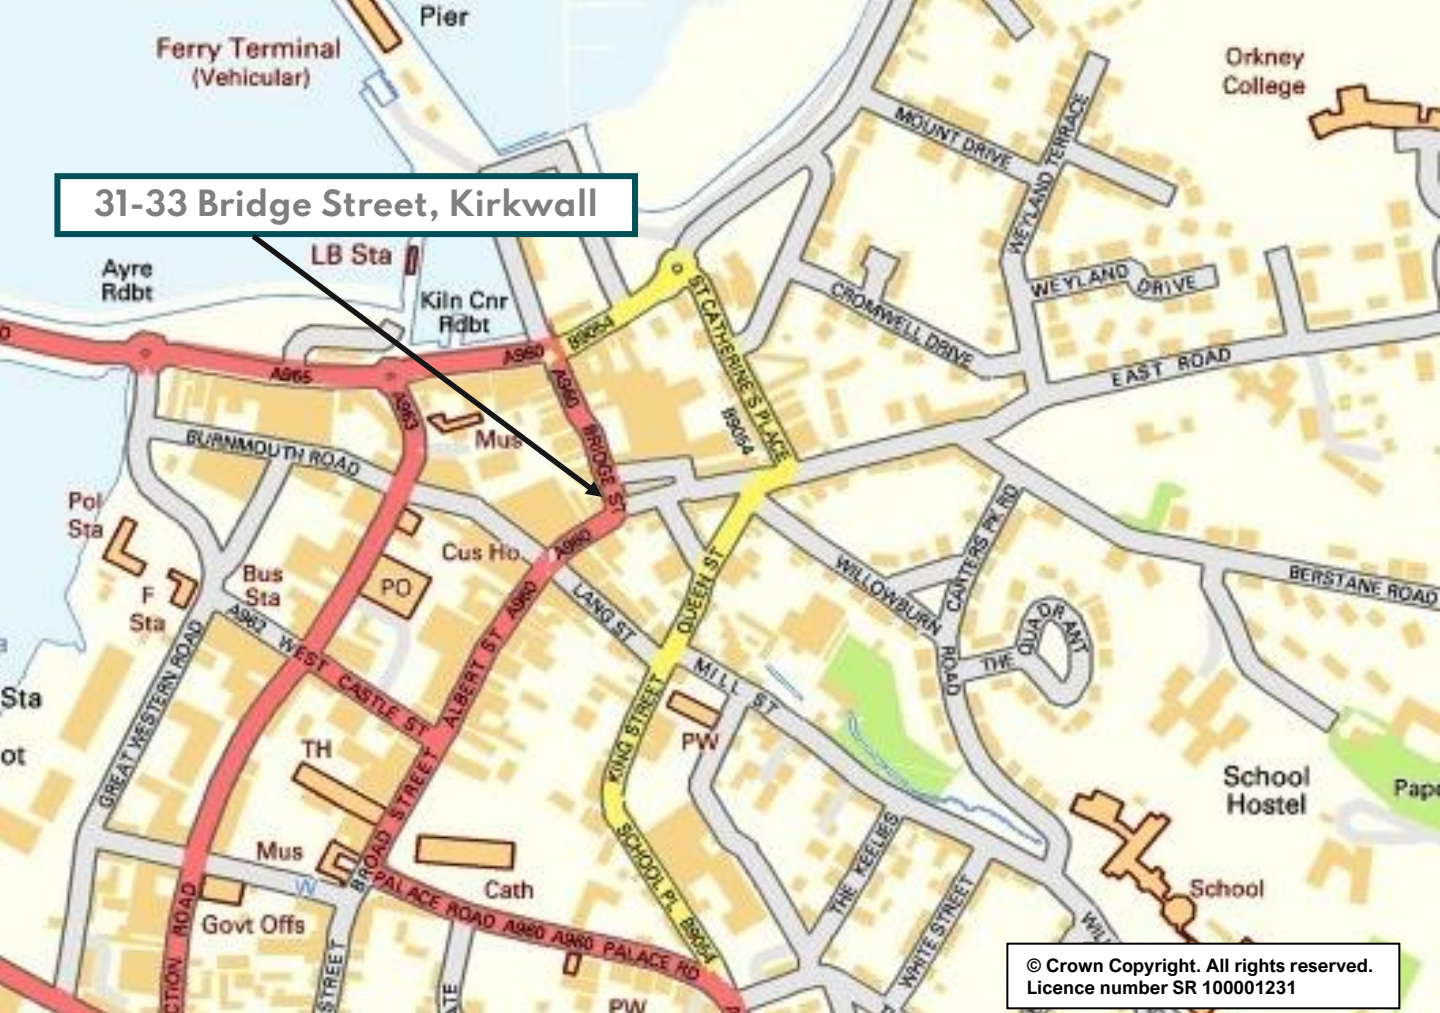 Pier
Ferry Terminal
(Vehicular)
Orkney
College
MOUNT DRIVE
WEYLAND TERRACE
31-33 Bridge Street, Kirkwall
LB Sta
Ayre
Rdbt
Kiln Cnr
Rdbt
WEYLAND
DRIVE
CROMWELL DRIVE
ST CATHERINE'S PLACE
B9054
B9054
A960
A965
A960
A963
EAST ROAD
BRIDGE ST
Mus
BURNMOUTH ROAD
Pol
Sta
Cus Ho.
A960
PO
Bus
Sta
F
Sta
A963
WEST
CASTLE ST
A960
ALBERT ST
LANG ST
QUEEN ST
WILLOWBURN
ROAD
CARTERS PK RD
THE
QUADRANT
BERSTANE ROAD
MILL ST
GREAT WESTERN ROAD
Sta
ot
TH
KING STREET
PW
School
Hostel
Pape
BROAD STREET
Mus
W
Govt Offs
Cath
SCHOOL PL
B9054
THE KEELIES
WHITE STREET
School
WILL
PALACE ROAD A960 A960 PALACE RD
CTION ROAD
STREET
PW
© Crown Copyright. All rights reserved.
Licence number SR 100001231